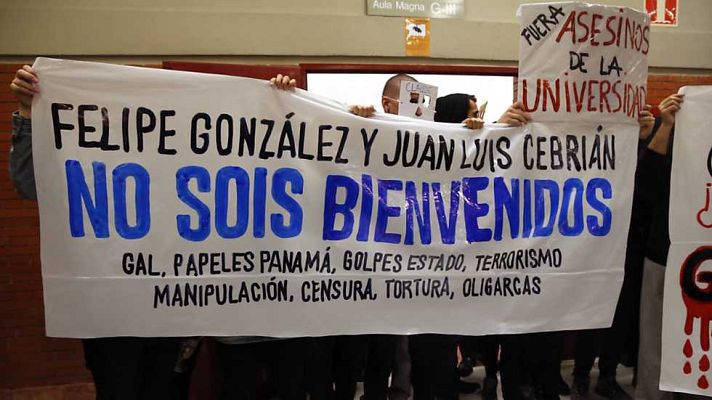 Aula Magna G-III
FUERA
ASESINOS
DE LA
UNIVERSIDAD
FELIPE GONZÁLEZ Y JUAN LUIS CEBRIÁN
NO SOIS BIENVENIDOS
GAL, PAPELES PANAMÁ, GOLPES ESTADO, TERRORISMO
MANIPULACIÓN, CENSURA, TORTURA, OLIGARCAS